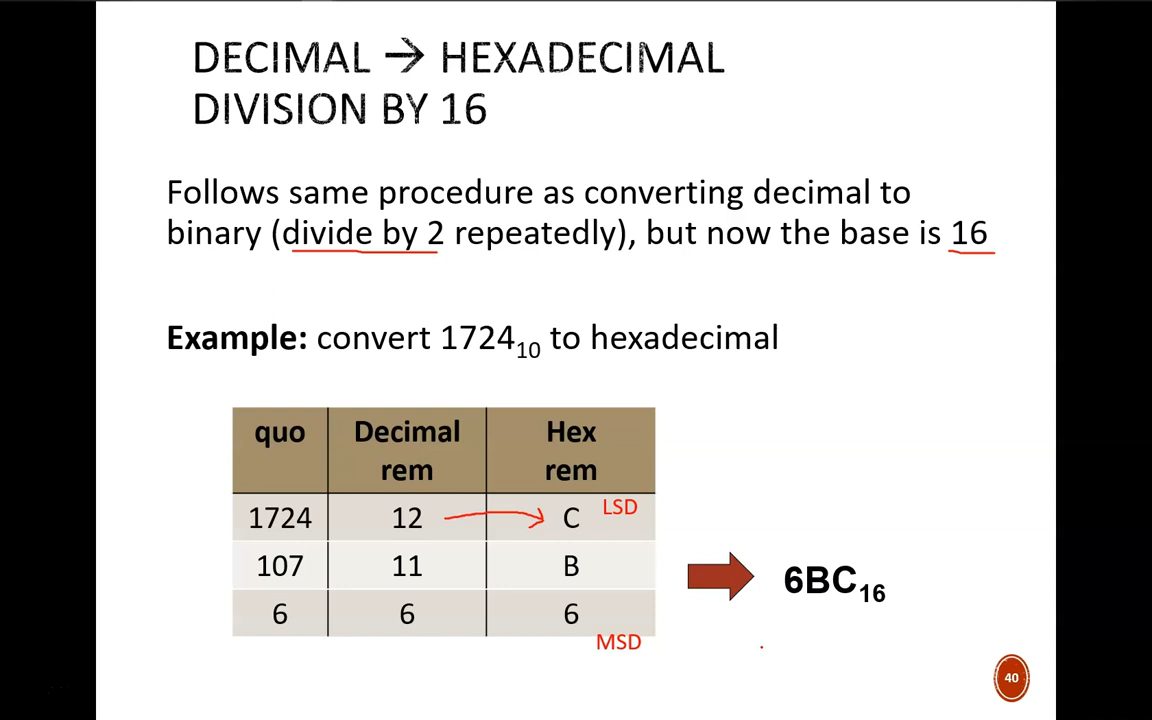 DECIMAL → HEXADECIMAL
DIVISION BY 16
Follows same procedure as converting decimal to
binary (divide by 2 repeatedly), but now the base is 16
Example: convert 1724₁₀ to hexadecimal
quo Decimal rem Hex rem
1724 12 C LSD
107 11 B
6 6 6
MSD
6BC₁₆
40